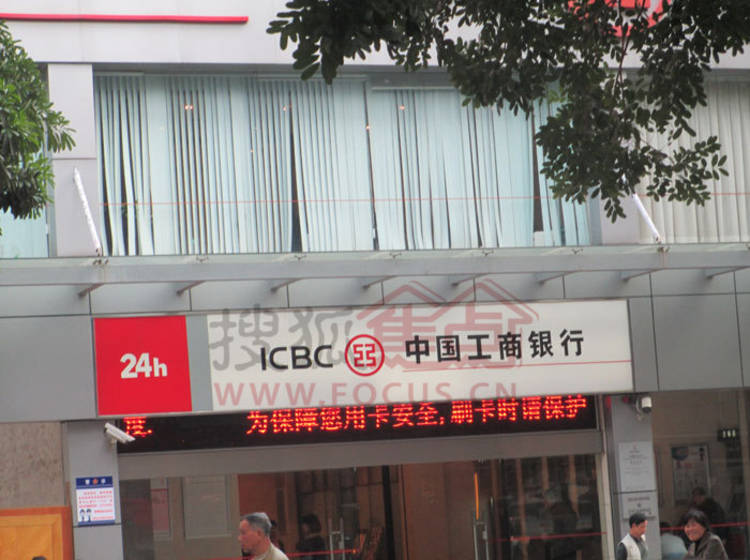 24h
ICBC 中国工商银行
搜狐焦点
WWW.FOCUS.CN
度. 为保障您用卡安全,刷卡时请保护